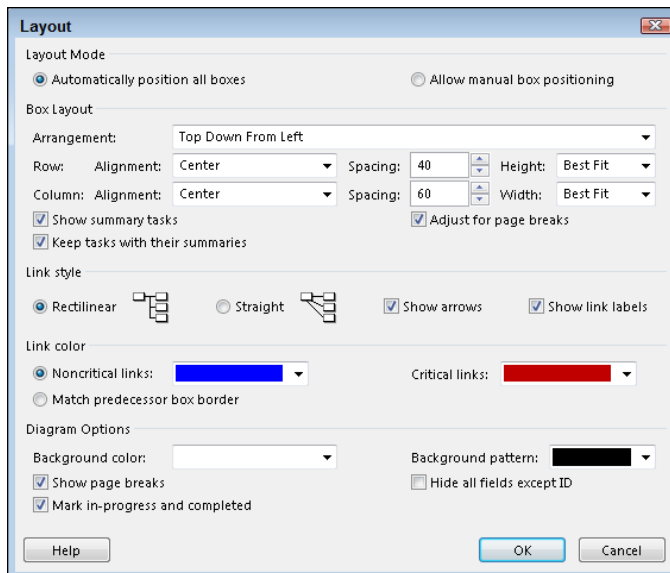 Layout
Layout Mode
Automatically position all boxes Allow manual box positioning
Box Layout
Arrangement: Top Down From Left
Row: Alignment: Center Spacing: 40 Height: Best Fit
Column: Alignment: Center Spacing: 60 Width: Best Fit
Show summary tasks Adjust for page breaks
Keep tasks with their summaries
Link style
Rectilinear Straight Show arrows Show link labels
Link color
Noncritical links: Critical links:
Match predecessor box border
Diagram Options
Background color: Background pattern:
Show page breaks Hide all fields except ID
Mark in-progress and completed
Help OK Cancel